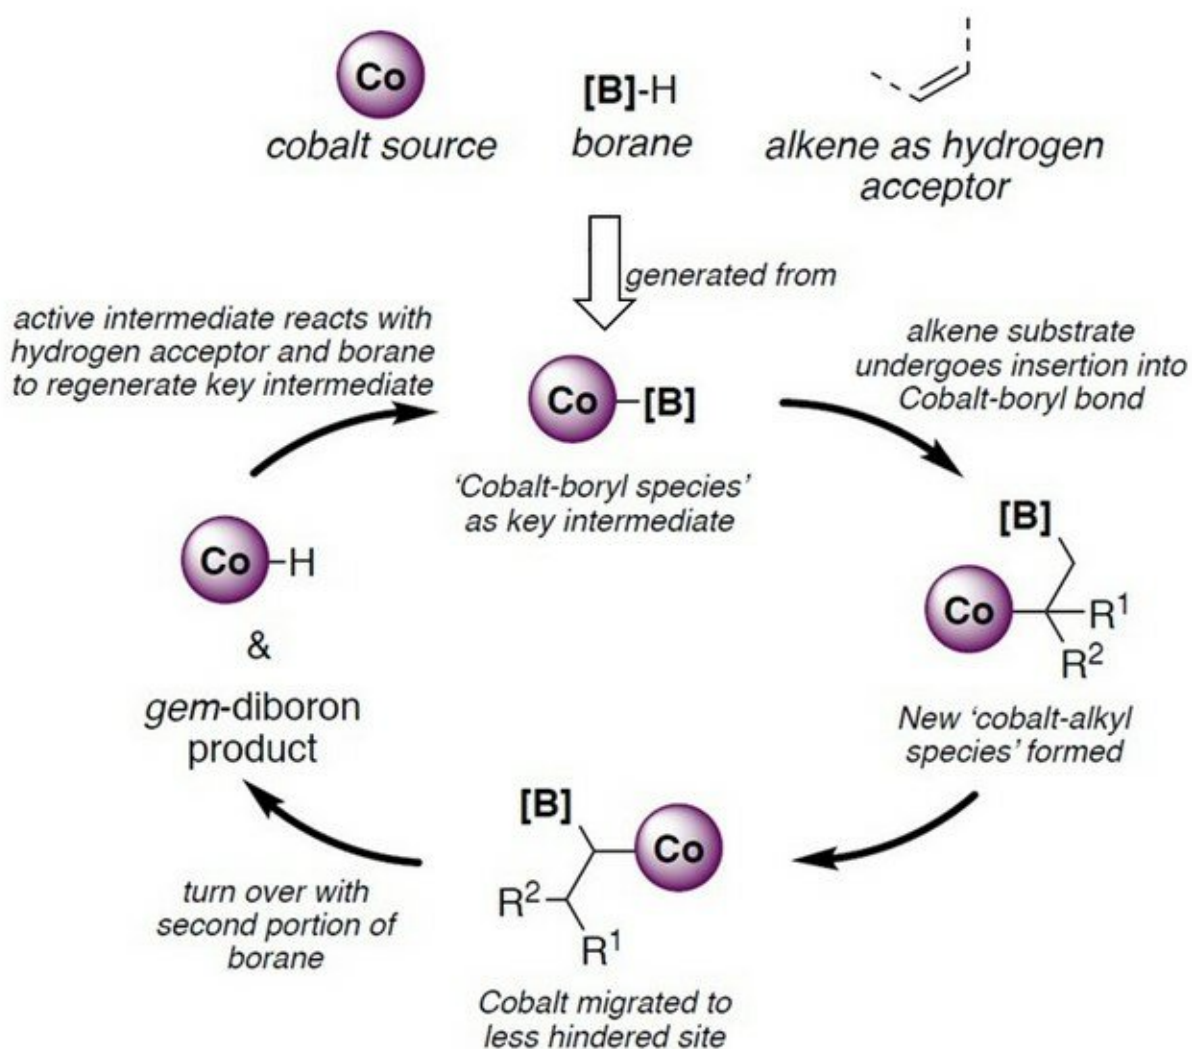 Co
cobalt source
[B]-H
borane
alkene as hydrogen
acceptor
generated from
active intermediate reacts with
hydrogen acceptor and borane
to regenerate key intermediate
Co
[B]
'Cobalt-boryl species'
as key intermediate
alkene substrate
undergoes insertion into
Cobalt-boryl bond
[B]
Co
R¹
R²
New 'cobalt-alkyl
species' formed
[B]
Co
R²
R¹
Cobalt migrated to
less hindered site
turn over with
second portion of
borane
Co-H
&
gem-diboron
product